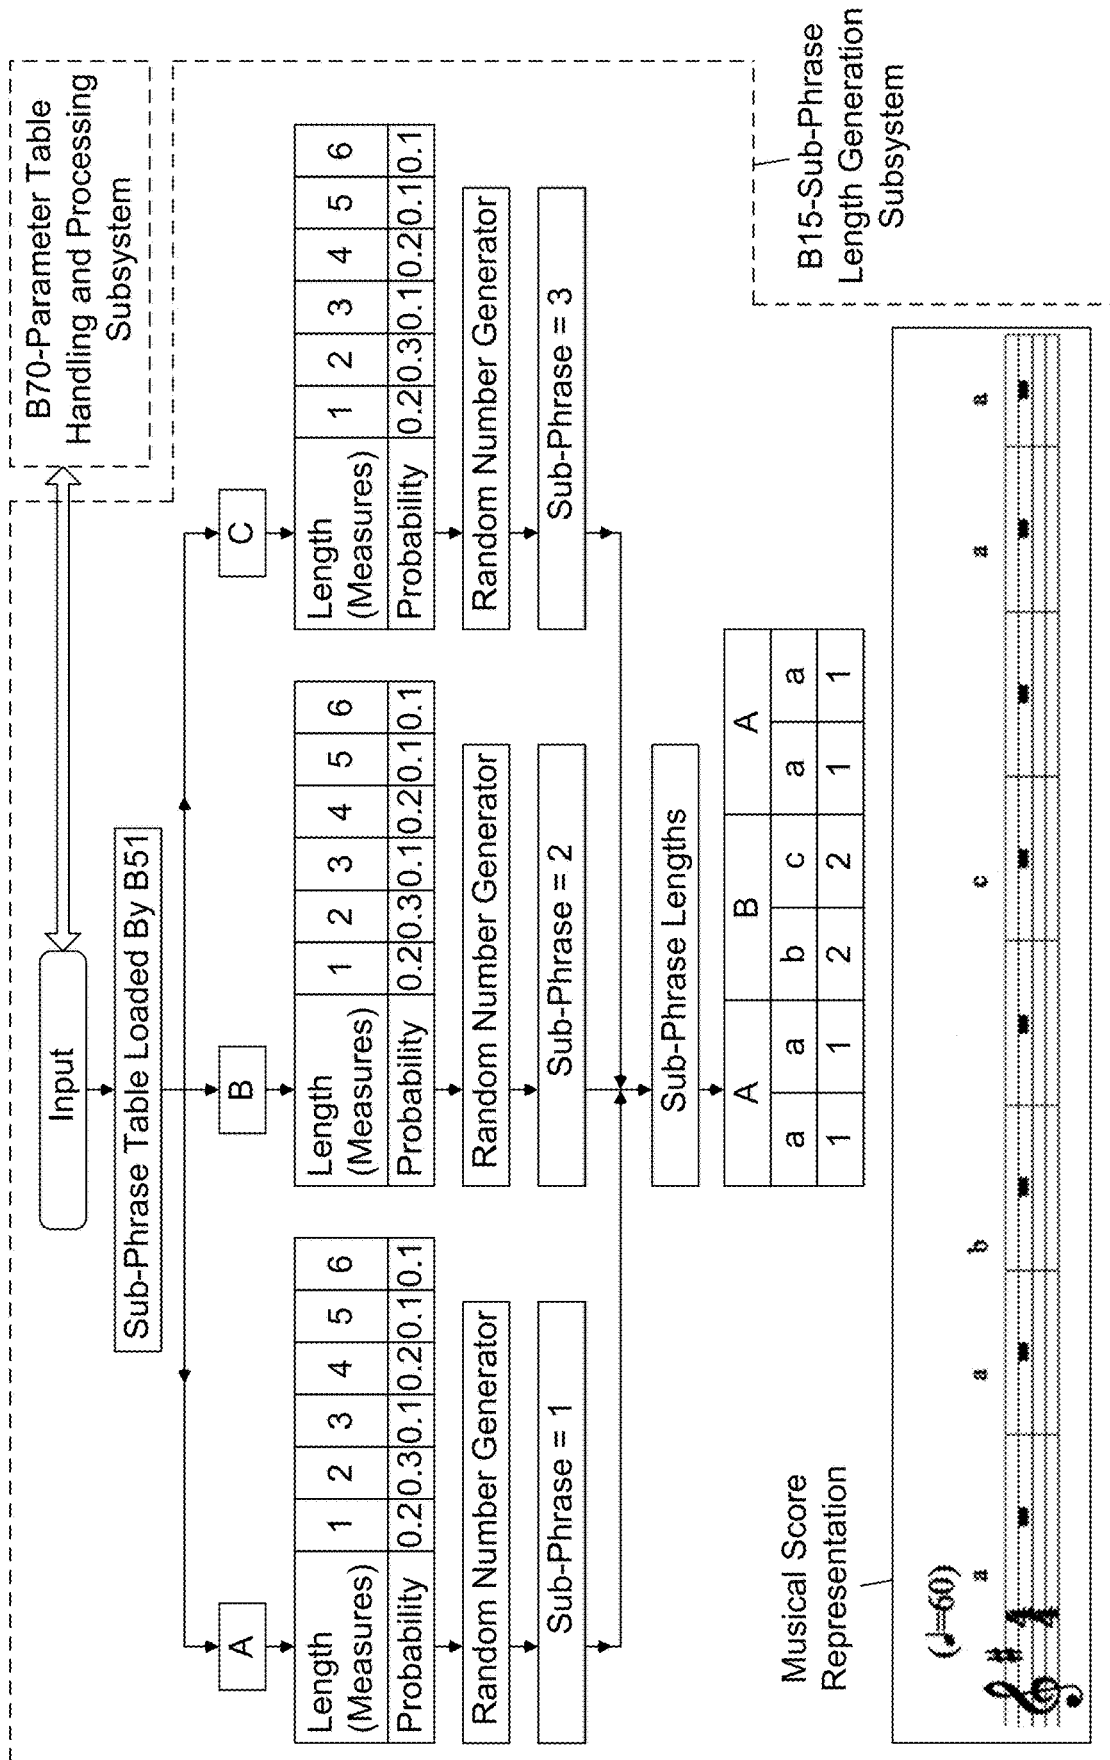 B70-Parameter Table
Handling and Processing
Subsystem
Input
Sub-Phrase Table Loaded By B51
A
B
C
Length
(Measures)
1 2 3 4 5 6
Probability 0.2 0.3 0.1 0.2 0.1 0.1
Length
(Measures)
1 2 3 4 5 6
Probability 0.2 0.3 0.1 0.2 0.1 0.1
Length
(Measures)
1 2 3 4 5 6
Probability 0.2 0.3 0.1 0.2 0.1 0.1
Random Number Generator
Random Number Generator
Random Number Generator
Sub-Phrase = 1
Sub-Phrase = 2
Sub-Phrase = 3
Sub-Phrase Lengths
A B A
a a b c a a
1 1 2 2 1 1
B15-Sub-Phrase
Length Generation
Subsystem
Musical Score
Representation
(♩=60)
a a b c a a
4
4